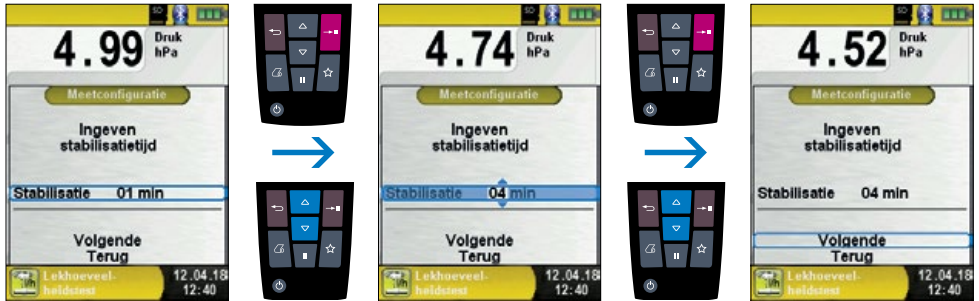 SD
4.99 Druk
hPa
Meetconfiguratie
Ingeven
stabilisatietijd
Stabilisatie 01 min
Volgende
Terug
Lekhoeveel-
heidstest
12.04.18
12:40
SD
4.74 Druk
hPa
Meetconfiguratie
Ingeven
stabilisatietijd
Stabilisatie 04 min
Volgende
Terug
Lekhoeveel-
heidstest
12.04.18
12:40
SD
4.52 Druk
hPa
Meetconfiguratie
Ingeven
stabilisatietijd
Stabilisatie 04 min
Volgende
Terug
Lekhoeveel-
heidstest
12.04.18
12:40